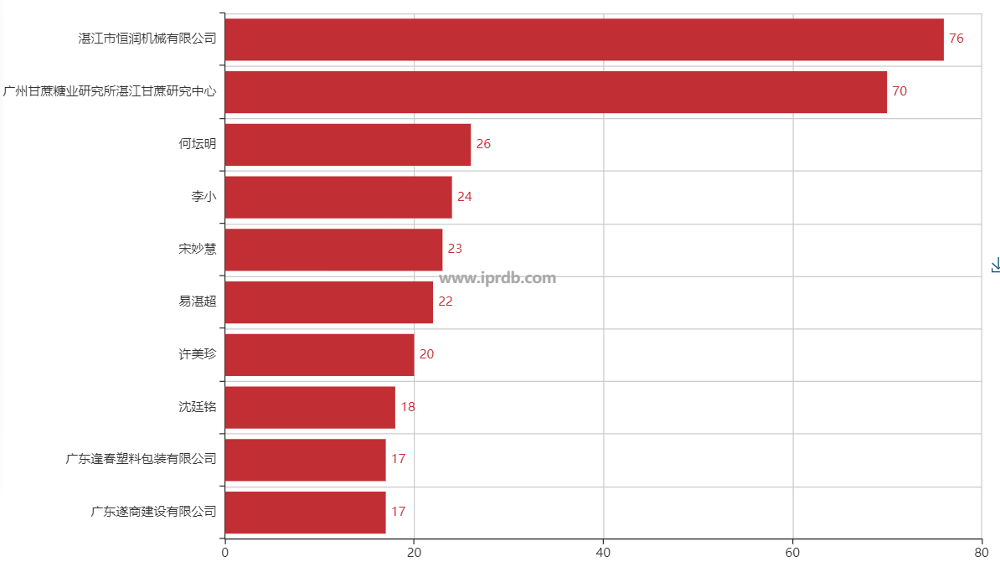 湛江市恒润机械有限公司 76
广州甘蔗糖业研究所湛江甘蔗研究中心 70
何坛明 26
李小 24
宋妙慧 23
www.iprdb.com
易湛超 22
许美珍 20
沈廷铭 18
广东逢春塑料包装有限公司 17
广东遂商建设有限公司 17
0 20 40 60 80